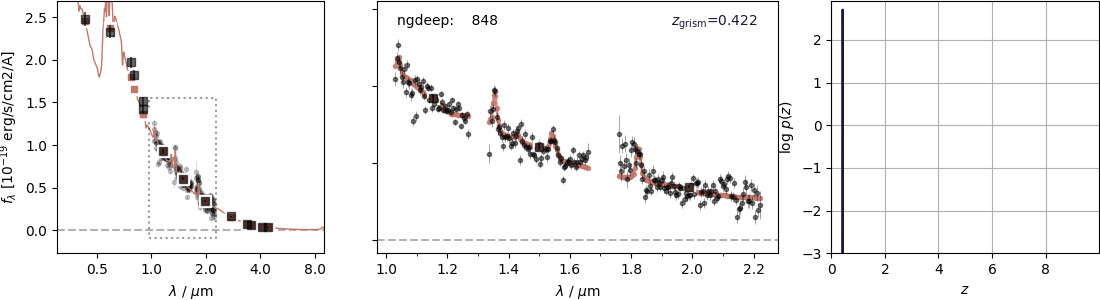 ngdeep: 848
z_grism=0.422
f_λ [10^−19 erg/s/cm2/A]
2.5
2.0
1.5
1.0
0.5
0.0
0.5 1.0 2.0 4.0 8.0
λ / μm
1.0 1.2 1.4 1.6 1.8 2.0 2.2
λ / μm
log p(z)
2
1
0
−1
−2
−3
0 2 4 6 8
z